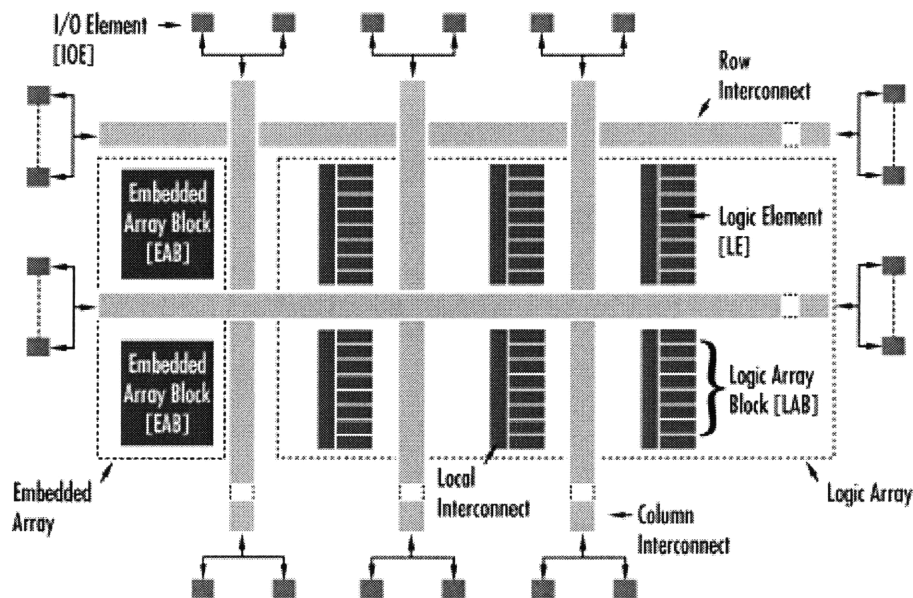 I/O Element
[IOE]
Row
Interconnect
Embedded
Array Block
[EAB]
Logic Element
[LE]
Embedded
Array Block
[EAB]
Logic Array
Block [LAB]
Embedded
Array
Local
Interconnect
Logic Array
Column
Interconnect